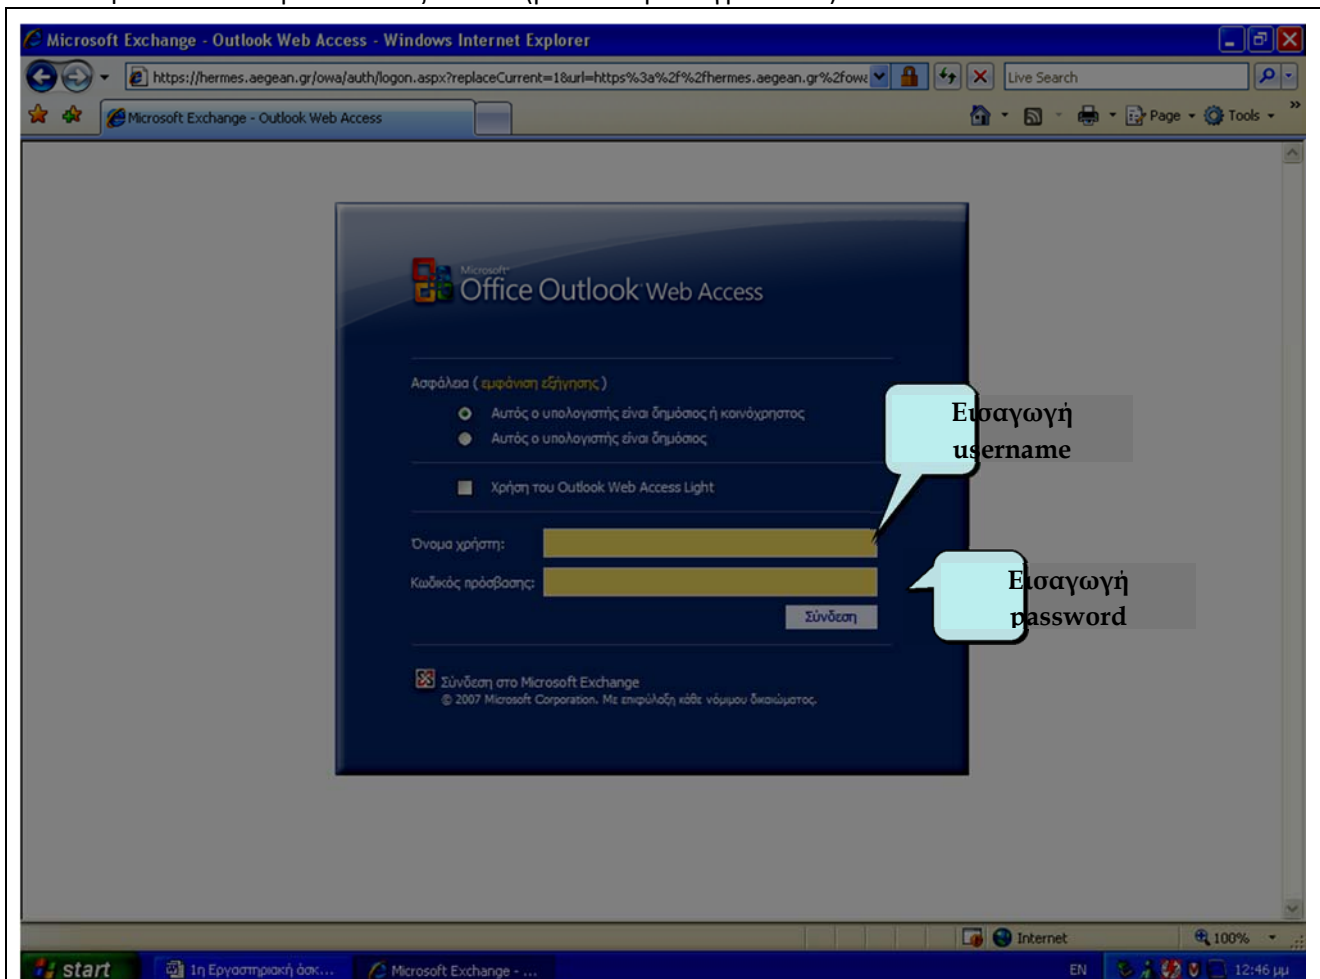 Microsoft Exchange - Outlook Web Access - Windows Internet Explorer
https://hermes.aegean.gr/owa/auth/logon.aspx?replaceCurrent=1&url=https%3a%2f%2fhermes.aegean.gr%2fowa
Live Search
Microsoft Exchange - Outlook Web Access
Page
Tools
Microsoft
Office Outlook Web Access
Ασφάλεια ( εμφάνιση εξήγησης )
Αυτός ο υπολογιστής είναι δημόσιος ή κοινόχρηστος
Αυτός ο υπολογιστής είναι δημόσιος
Χρήση του Outlook Web Access Light
Εισαγωγή
username
Όνομα χρήστη:
Κωδικός πρόσβασης:
Εισαγωγή
password
Σύνδεση
Σύνδεση στο Microsoft Exchange
© 2007 Microsoft Corporation. Με επιφύλαξη κάθε νόμιμου δικαιώματος.
Internet
100%
start
1η Εργαστηριακή άσκ...
Microsoft Exchange - ...
EN
12:46 μμ